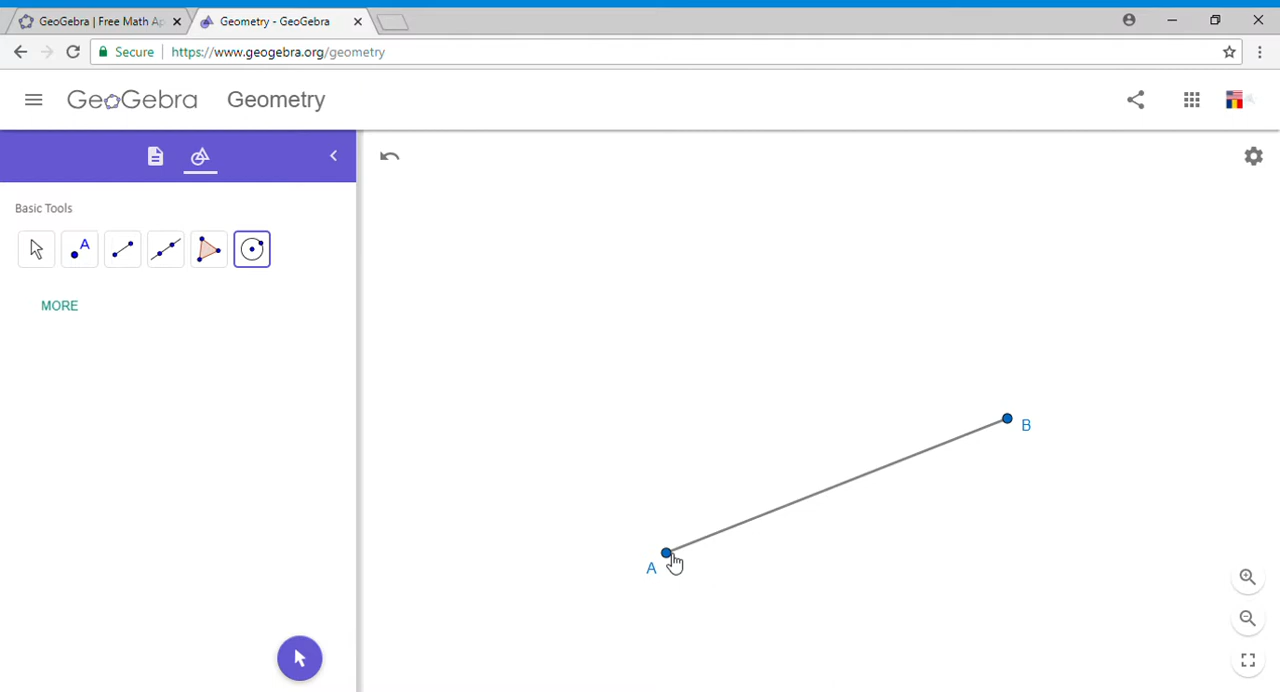 GeoGebra | Free Math Ap
Geometry - GeoGebra
Secure
https://www.geogebra.org/geometry
GeoGebra
Geometry
Basic Tools
A
MORE
B
A